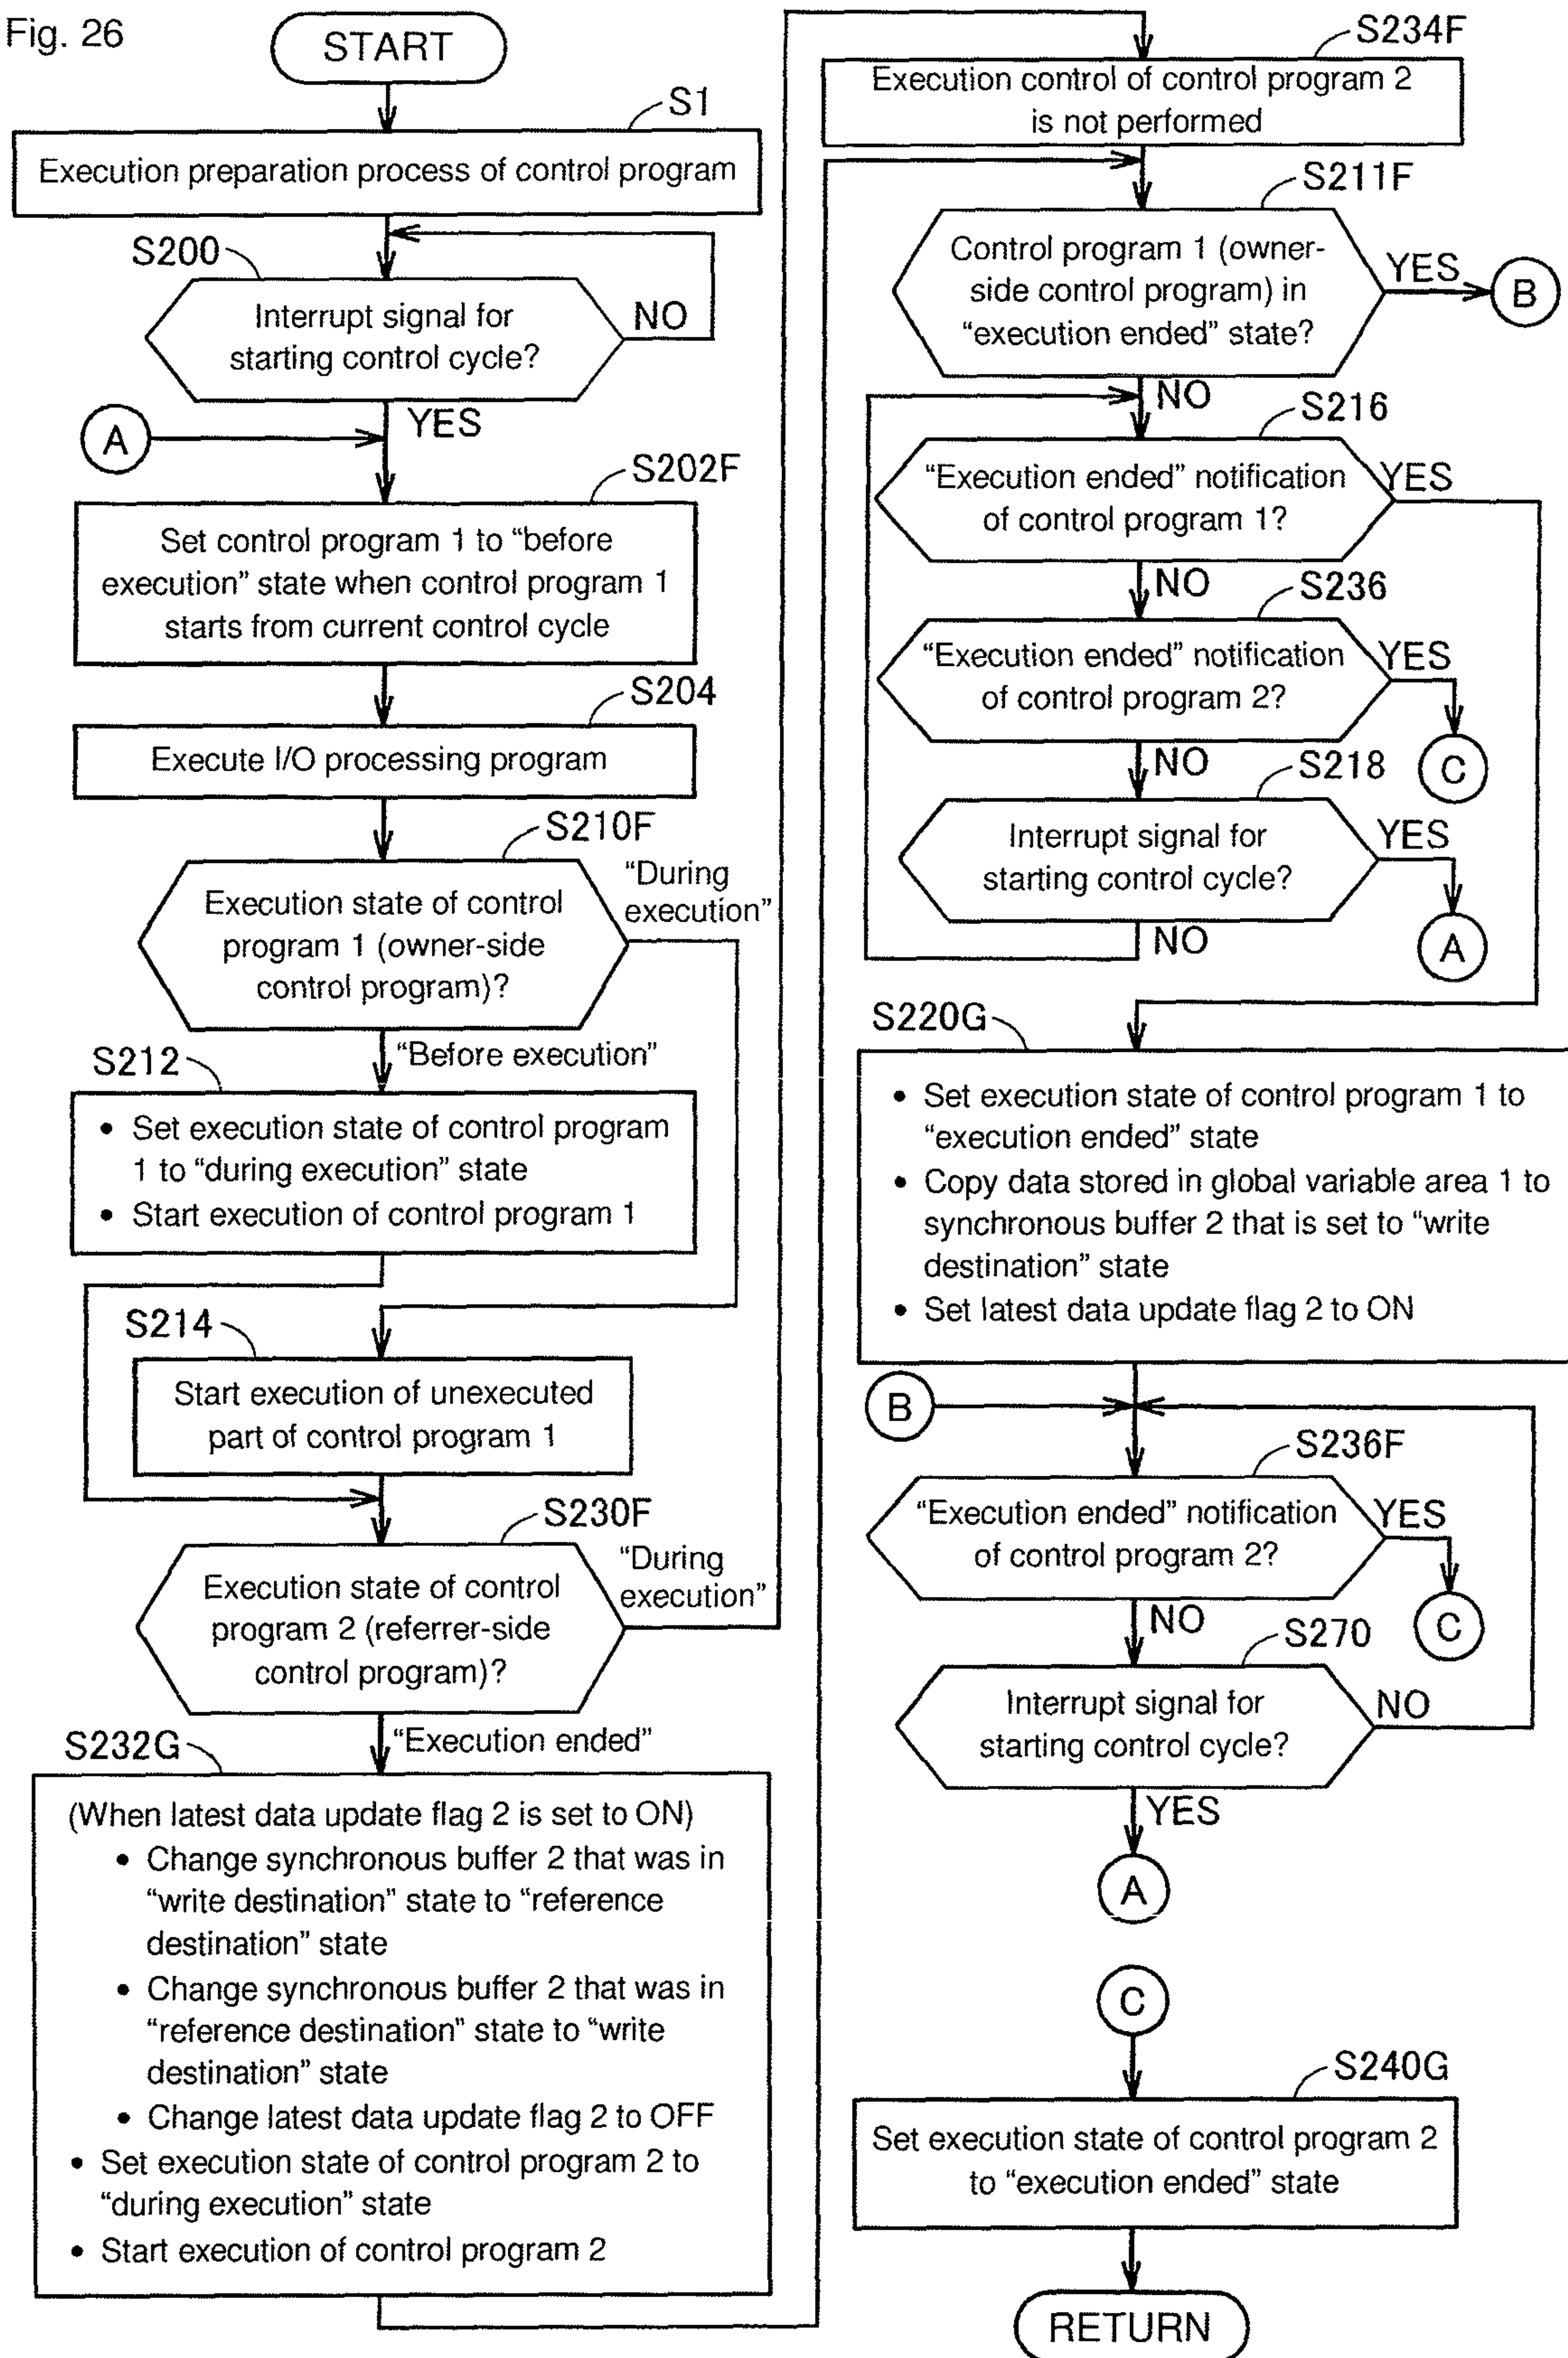 Fig. 26
START
S1
Execution preparation process of control program
S200
Interrupt signal for
starting control cycle?
NO
YES
A
S202F
Set control program 1 to “before
execution” state when control program 1
starts from current control cycle
S204
Execute I/O processing program
S210F
Execution state of control
program 1 (owner-side
control program)?
“During
execution”
“Before execution”
S212
• Set execution state of control program
1 to “during execution” state
• Start execution of control program 1
S214
Start execution of unexecuted
part of control program 1
S230F
Execution state of control
program 2 (referrer-side
control program)?
“During
execution”
“Execution ended”
S232G
(When latest data update flag 2 is set to ON)
• Change synchronous buffer 2 that was in
“write destination” state to “reference
destination” state
• Change synchronous buffer 2 that was in
“reference destination” state to “write
destination” state
• Change latest data update flag 2 to OFF
• Set execution state of control program 2 to
“during execution” state
• Start execution of control program 2
S234F
Execution control of control program 2
is not performed
S211F
Control program 1 (owner-
side control program) in
“execution ended” state?
YES
B
NO
S216
“Execution ended” notification
of control program 1?
YES
NO
S236
“Execution ended” notification
of control program 2?
YES
C
NO
S218
Interrupt signal for
starting control cycle?
YES
A
NO
S220G
• Set execution state of control program 1 to
“execution ended” state
• Copy data stored in global variable area 1 to
synchronous buffer 2 that is set to “write
destination” state
• Set latest data update flag 2 to ON
B
S236F
“Execution ended” notification
of control program 2?
YES
C
NO
S270
Interrupt signal for
starting control cycle?
NO
YES
A
C
S240G
Set execution state of control program 2
to “execution ended” state
RETURN